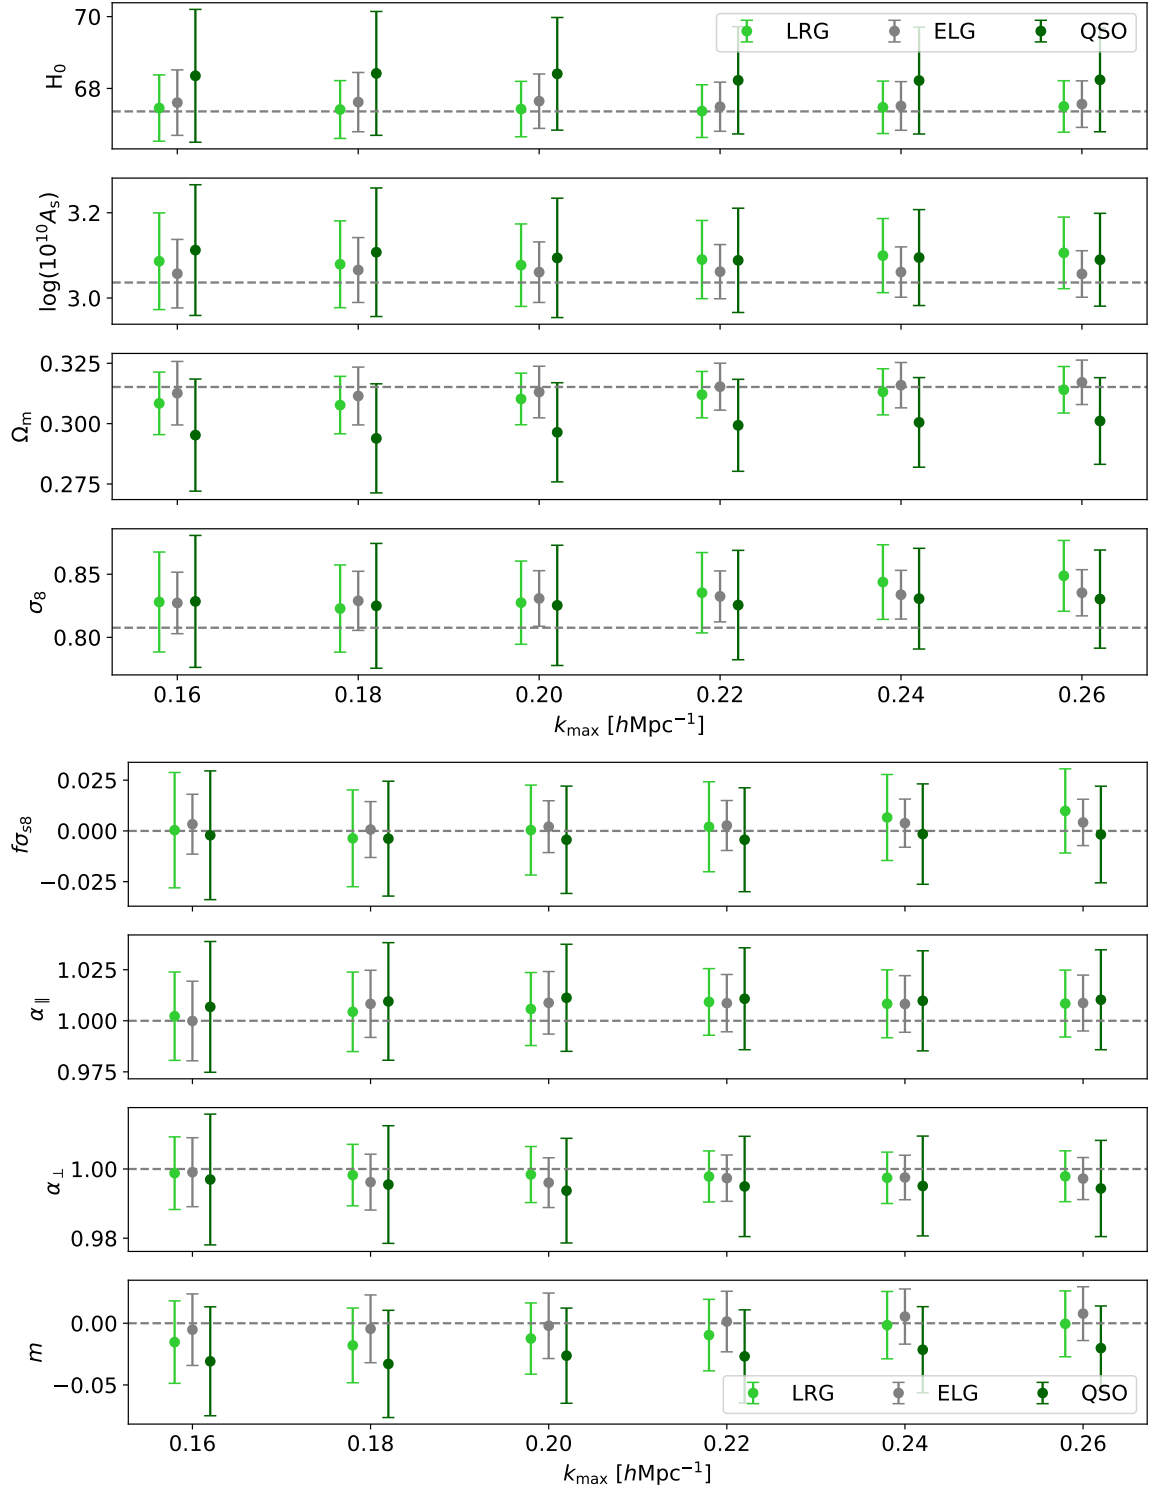 70
68
H0
LRG ELG QSO
3.2
3.0
log(10^10 As)
0.325
0.300
0.275
Ωm
0.85
0.80
σ8
0.16 0.18 0.20 0.22 0.24 0.26
kmax [hMpc−1]
0.025
0.000
−0.025
fσs8
1.025
1.000
0.975
α∥
1.00
0.98
α⊥
0.00
−0.05
m
LRG ELG QSO
0.16 0.18 0.20 0.22 0.24 0.26
kmax [hMpc−1]